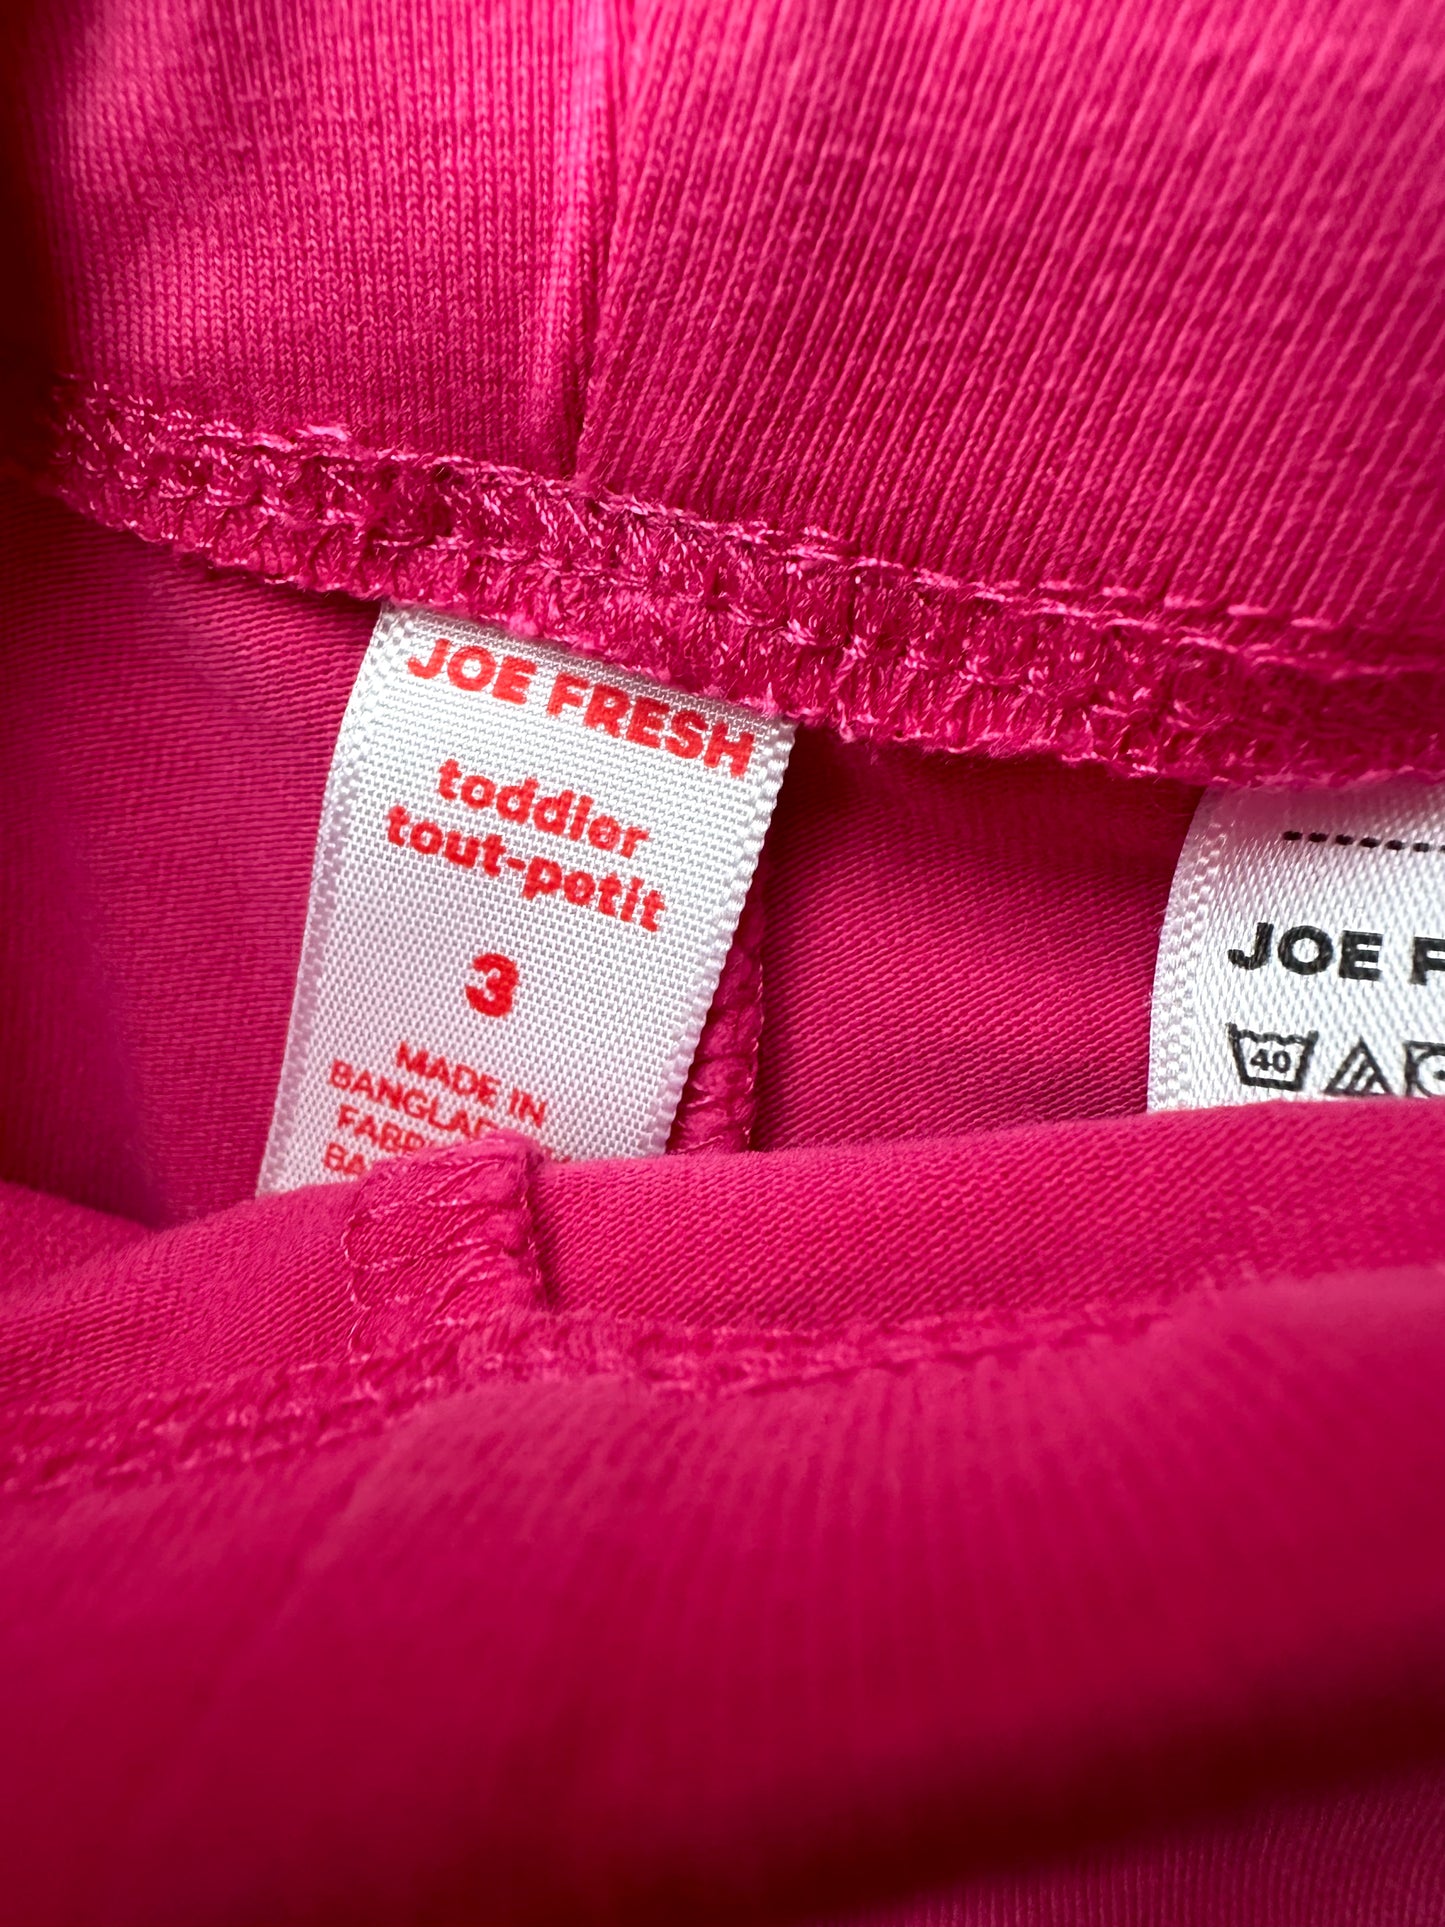 JOE FRESH
toddler
tout-petit
3
MADE IN
JOE
40